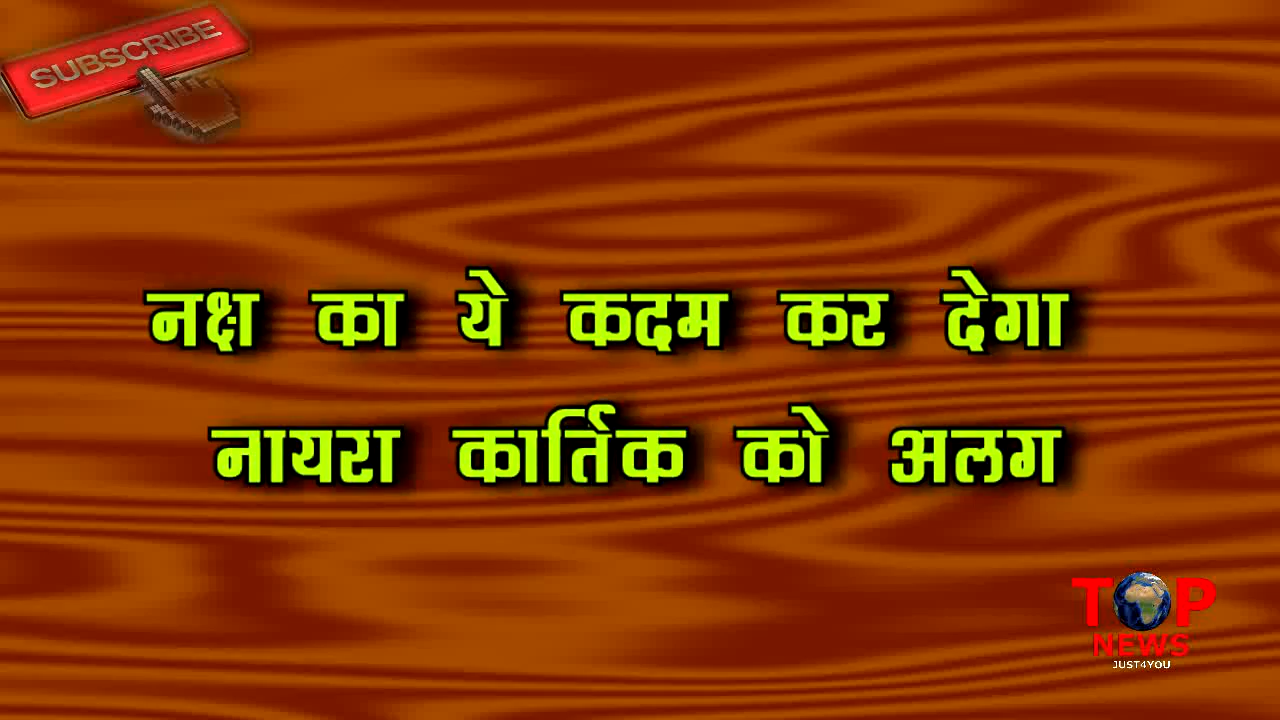 SUBSCRIBE
नक्ष का ये कदम कर देगा
नायरा कार्तिक को अलग
TOP
NEWS
JUST4YOU